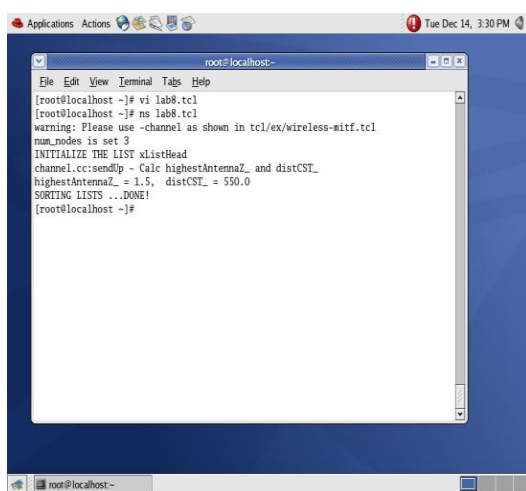 Applications Actions Tue Dec 14, 3:30 PM
root@localhost:~
File Edit View Terminal Tabs Help
[root@localhost ~]# vi lab8.tcl
[root@localhost ~]# ns lab8.tcl
warning: Please use -channel as shown in tcl/ex/wireless-mitf.tcl
num_nodes is set 3
INITIALIZE THE LIST xListHead
channel.cc:sendUp - Calc highestAntennaZ_ and distCST_
highestAntennaZ_ = 1.5,  distCST_ = 550.0
SORTING LISTS ...DONE!
[root@localhost ~]#
root@localhost:~